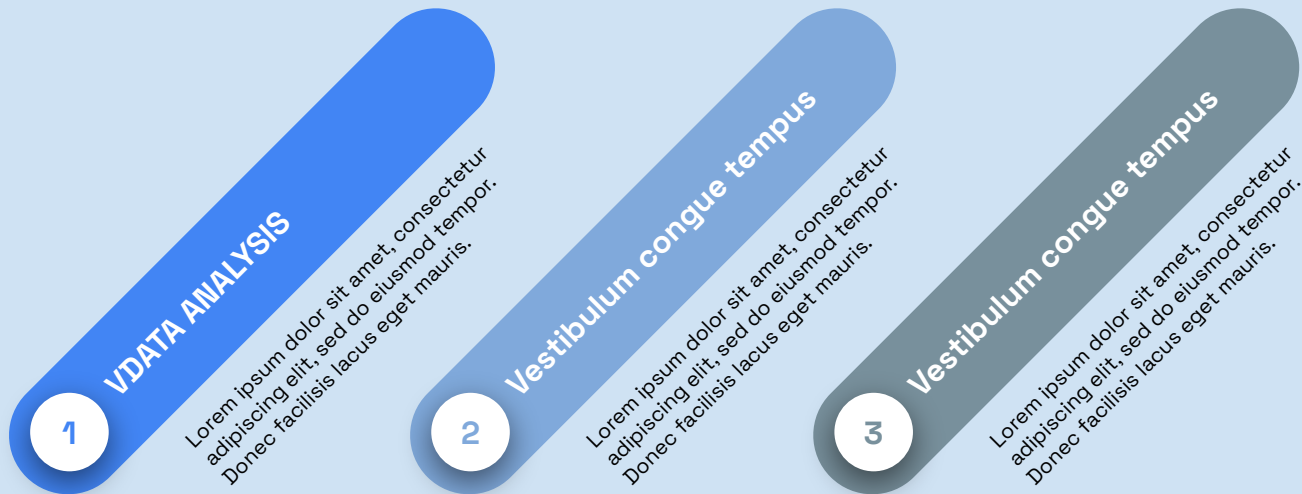 1
VDATA ANALYSIS
Lorem ipsum dolor sit amet, consectetur
adipiscing elit, sed do eiusmod tempor.
Donec facilisis lacus eget mauris.
2
Vestibulum congue tempus
Lorem ipsum dolor sit amet, consectetur
adipiscing elit, sed do eiusmod tempor.
Donec facilisis lacus eget mauris.
3
Vestibulum congue tempus
Lorem ipsum dolor sit amet, consectetur
adipiscing elit, sed do eiusmod tempor.
Donec facilisis lacus eget mauris.